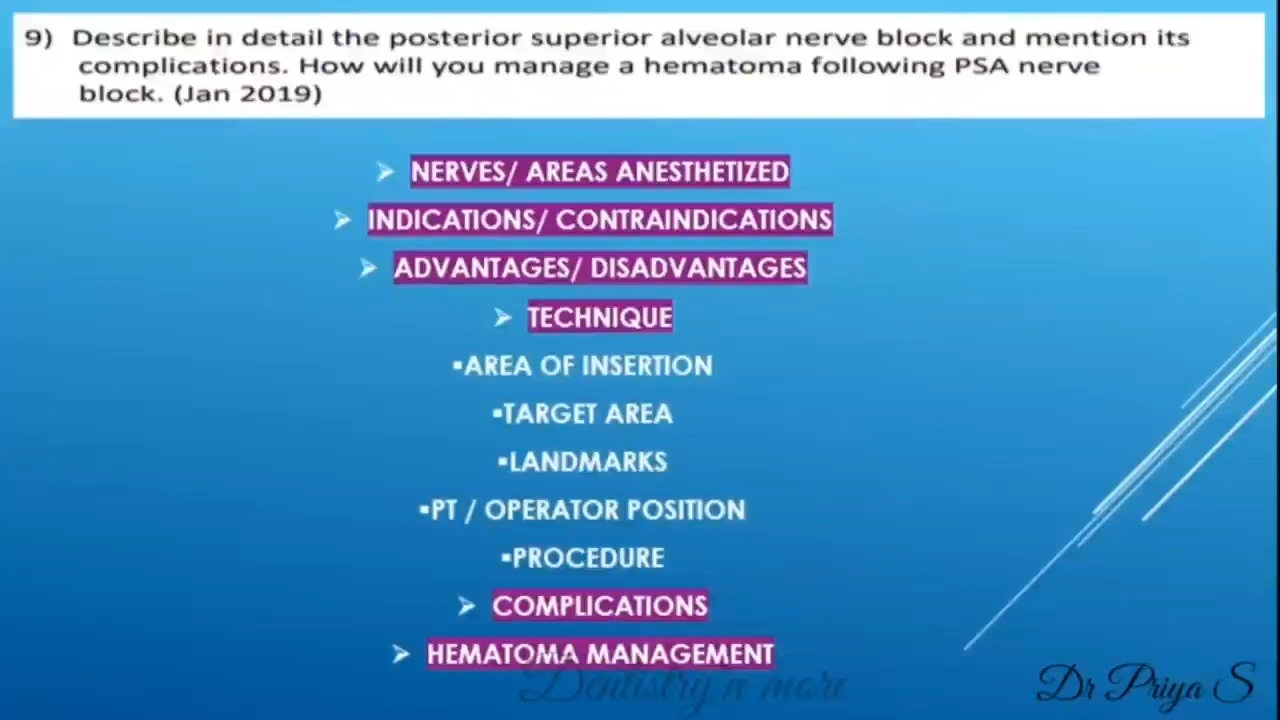 9) Describe in detail the posterior superior alveolar nerve block and mention its
complications. How will you manage a hematoma following PSA nerve
block. (Jan 2019)
➢ NERVES/ AREAS ANESTHETIZED
➢ INDICATIONS/ CONTRAINDICATIONS
➢ ADVANTAGES/ DISADVANTAGES
➢ TECHNIQUE
▪AREA OF INSERTION
▪TARGET AREA
▪LANDMARKS
▪PT / OPERATOR POSITION
▪PROCEDURE
➢ COMPLICATIONS
➢ HEMATOMA MANAGEMENT
Dentistry n more
Dr Priya S